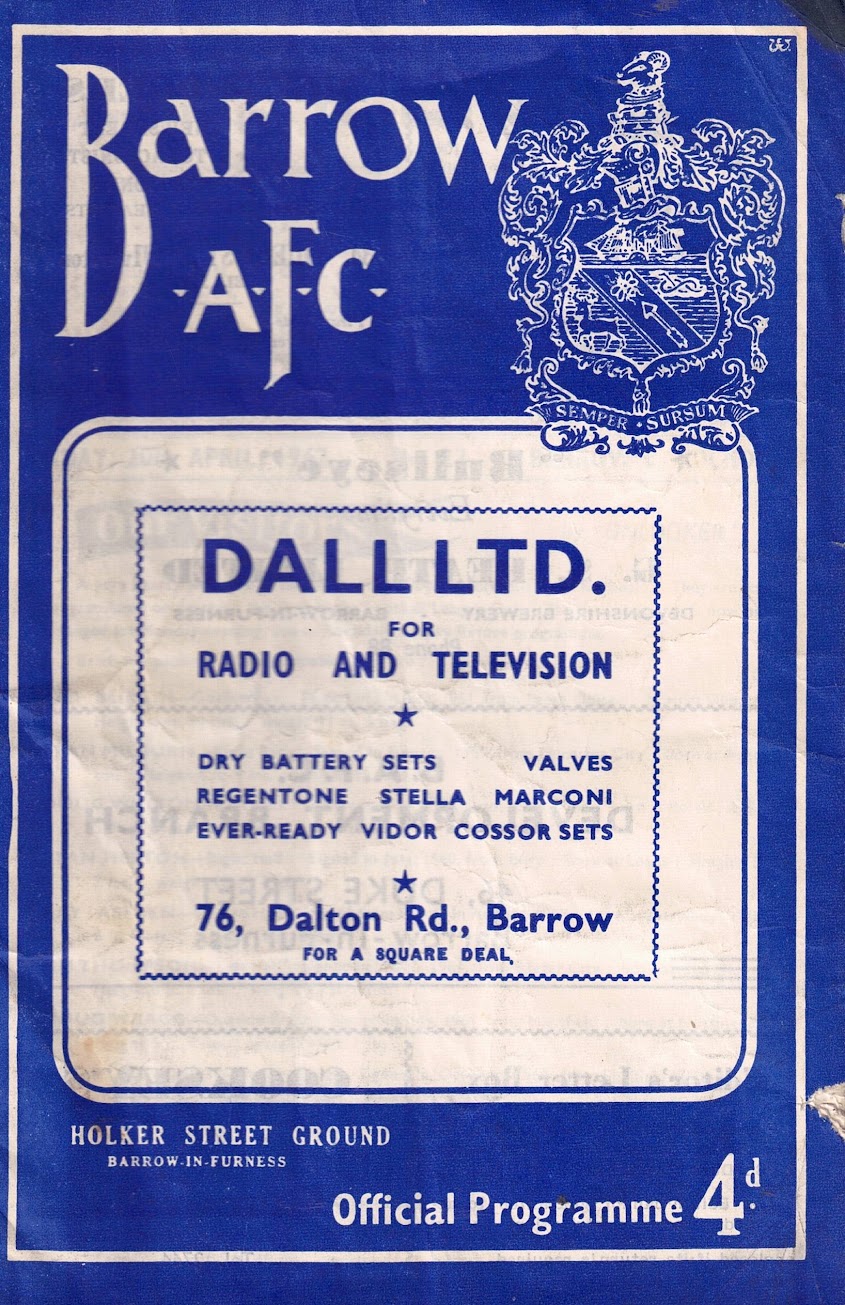 Barrow
A.F.C.
SEMPER · SURSUM
DALL LTD.
FOR
RADIO AND TELEVISION
DRY BATTERY SETS VALVES
REGENTONE STELLA MARCONI
EVER-READY VIDOR COSSOR SETS
76, Dalton Rd., Barrow
FOR A SQUARE DEAL.
HOLKER STREET GROUND
BARROW-IN-FURNESS
Official Programme 4d.